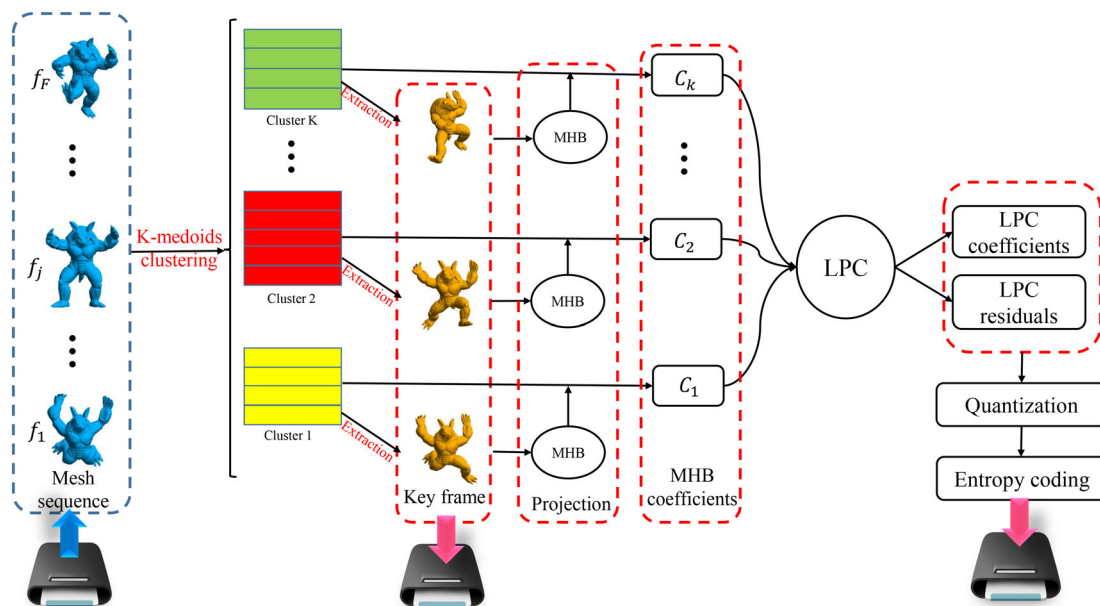 f_F
f_j
f_1
Mesh
sequence
K-medoids
clustering
Cluster K
Extraction
Cluster 2
Extraction
Cluster 1
Extraction
Key frame
MHB
MHB
MHB
Projection
C_k
C_2
C_1
MHB
coefficients
LPC
LPC
coefficients
LPC
residuals
Quantization
Entropy coding